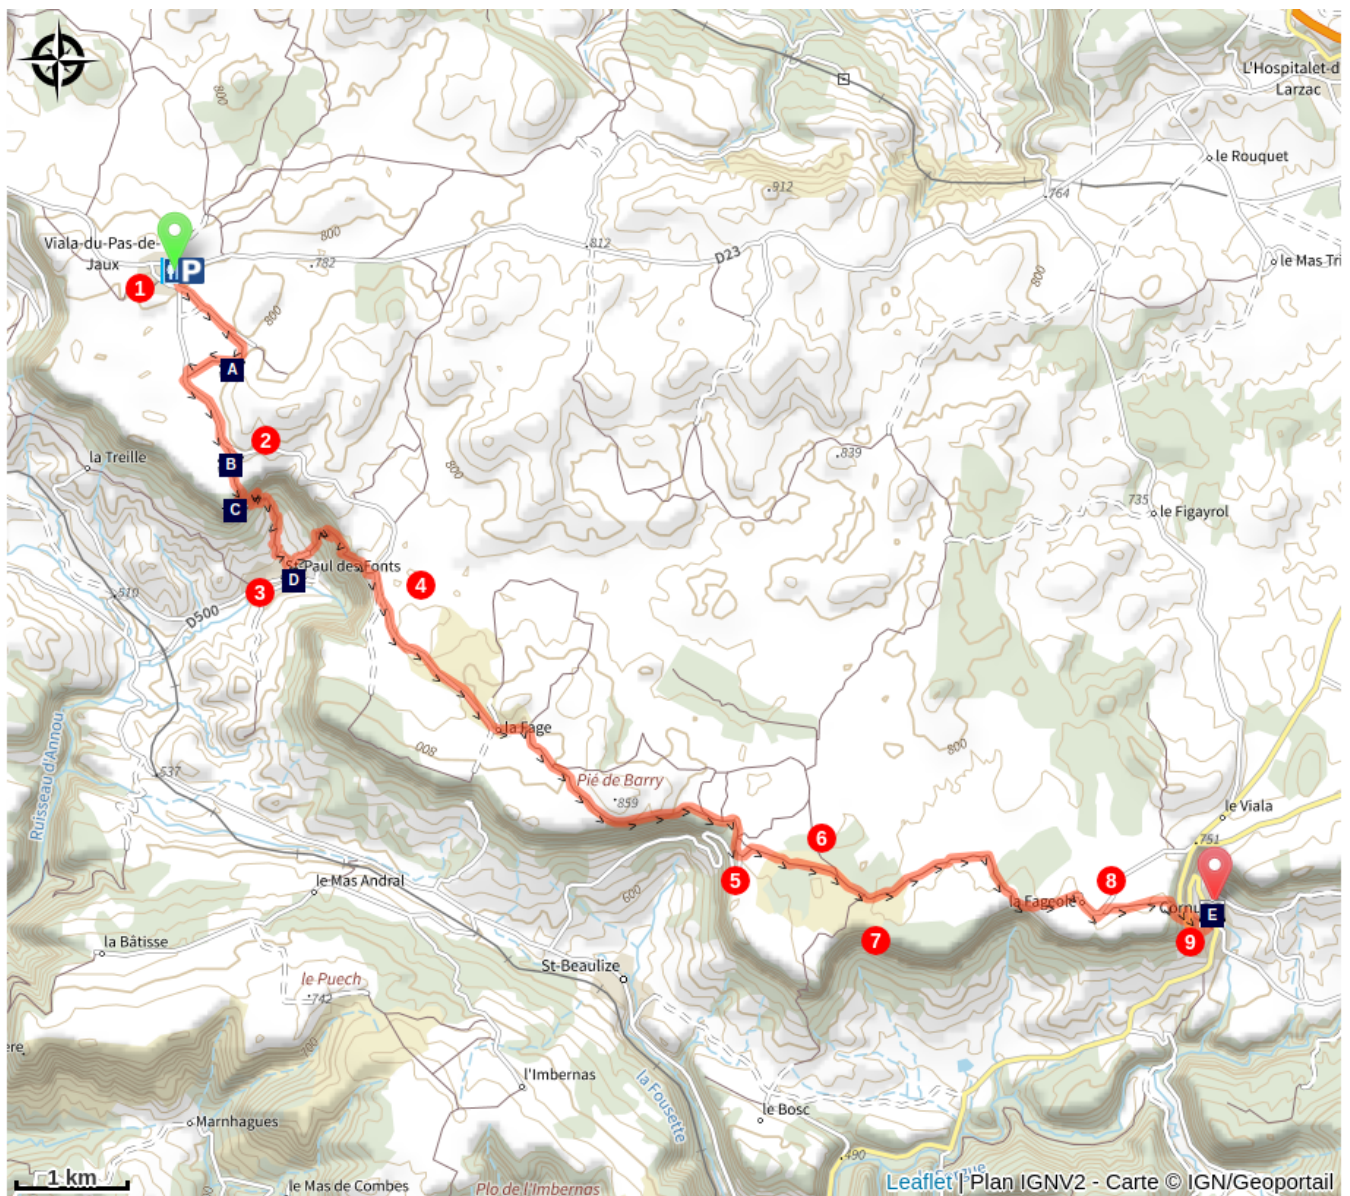 L'Hospitalet-d
Larzac
800
le Rouquet
912
764
Viala-du-Pas-de-
Jaux
800
812
782
D23
le Mas Tri
P
800
1
800
A
2
839
la Treille
B
800
735
C
le Figayrol
St-Paul des Fonts
D
4
3
510
D500
la Fage
Ruisseau d'Annou
008
800
537
Pié de Barry
859
le Viala
6
751
le Mas Andral
5
8
600
la Fageole
Cornu
E
la Bâtisse
7
9
St-Beaulize
le Puech
742
ere
700
l'Imbernas
la Fousette
le Bosc
Marnhagues
490
1 km
le Mas de Combes
Plo de l'Imbernas
Leaflet | Plan IGNV2 - Carte © IGN/Geoportail